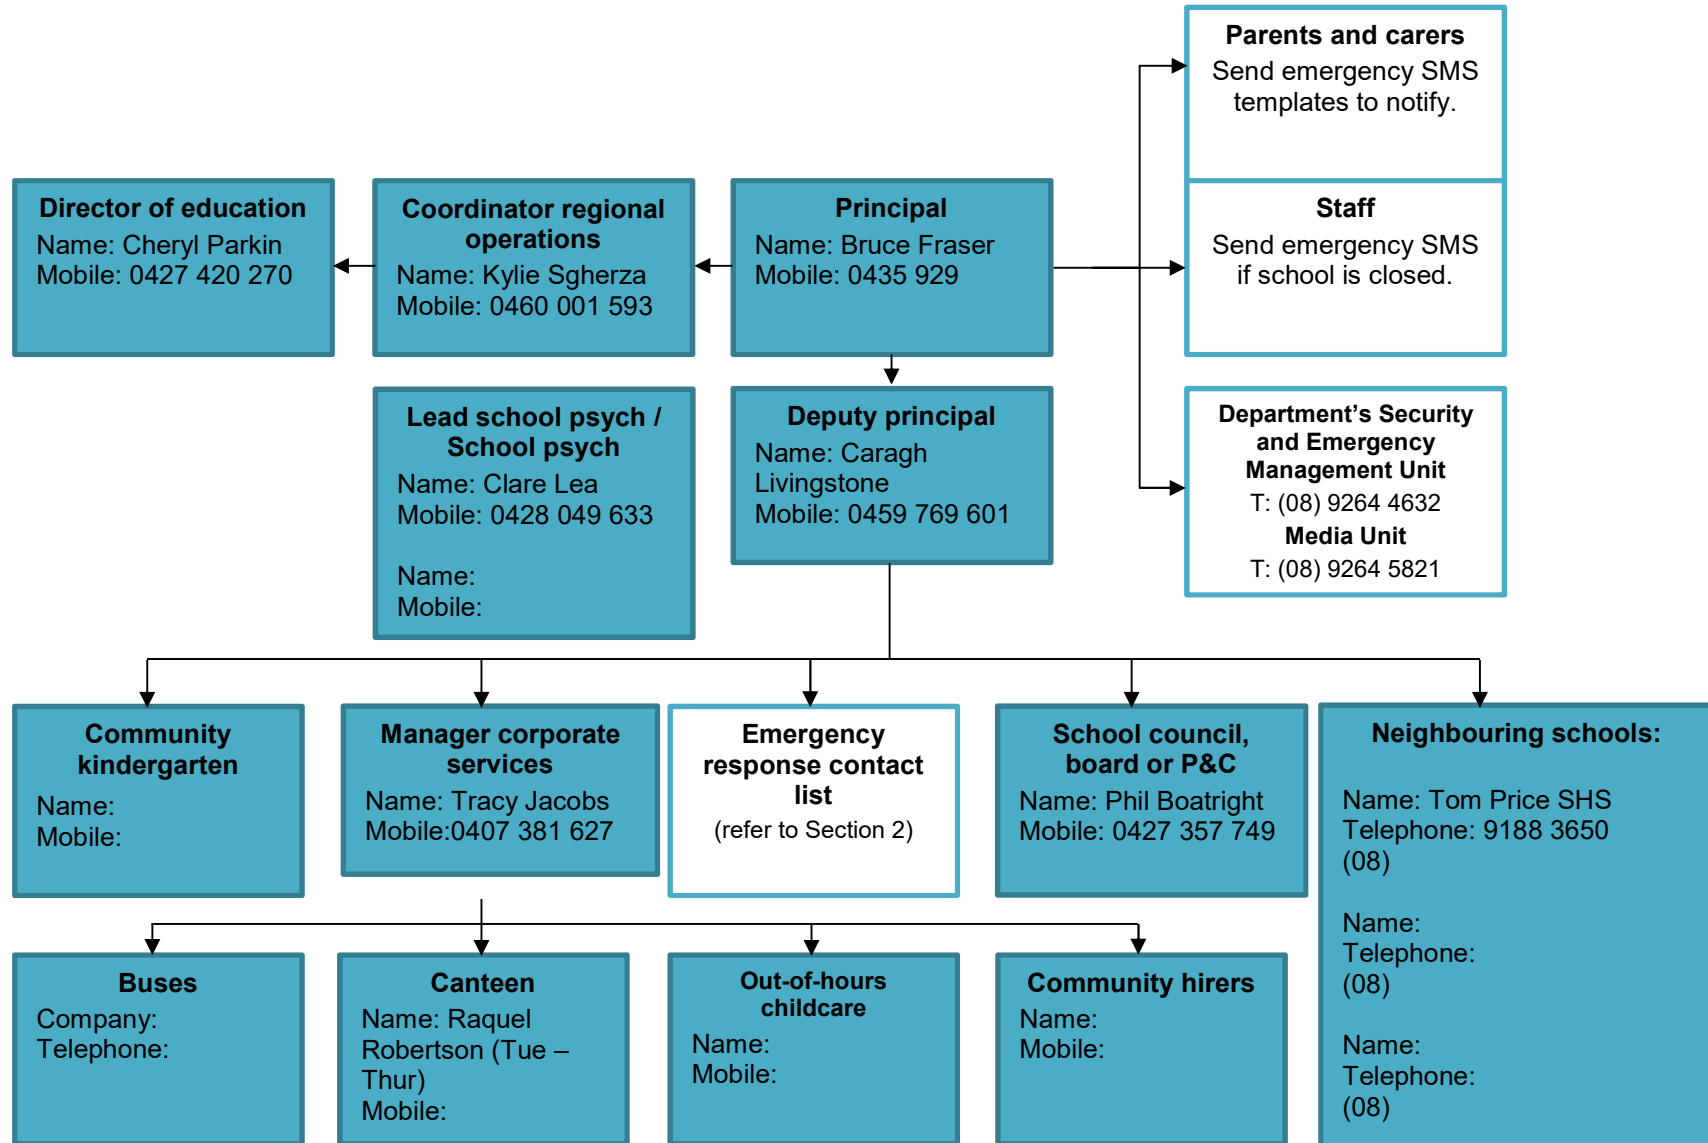 Parents and carers
Send emergency SMS
templates to notify.
Director of education
Name: Cheryl Parkin
Mobile: 0427 420 270
Coordinator regional
operations
Name: Kylie Sgherza
Mobile: 0460 001 593
Principal
Name: Bruce Fraser
Mobile: 0435 929
Staff
Send emergency SMS
if school is closed.
Lead school psych /
School psych
Name: Clare Lea
Mobile: 0428 049 633
Name:
Mobile:
Deputy principal
Name: Caragh
Livingstone
Mobile: 0459 769 601
Department’s Security
and Emergency
Management Unit
T: (08) 9264 4632
Media Unit
T: (08) 9264 5821
Community
kindergarten
Name:
Mobile:
Manager corporate
services
Name: Tracy Jacobs
Mobile:0407 381 627
Emergency
response contact
list
(refer to Section 2)
School council,
board or P&C
Name: Phil Boatright
Mobile: 0427 357 749
Neighbouring schools:
Name: Tom Price SHS
Telephone: 9188 3650
(08)
Name:
Telephone:
(08)
Name:
Telephone:
(08)
Buses
Company:
Telephone:
Canteen
Name: Raquel
Robertson (Tue –
Thur)
Mobile:
Out-of-hours
childcare
Name:
Mobile:
Community hirers
Name:
Mobile: